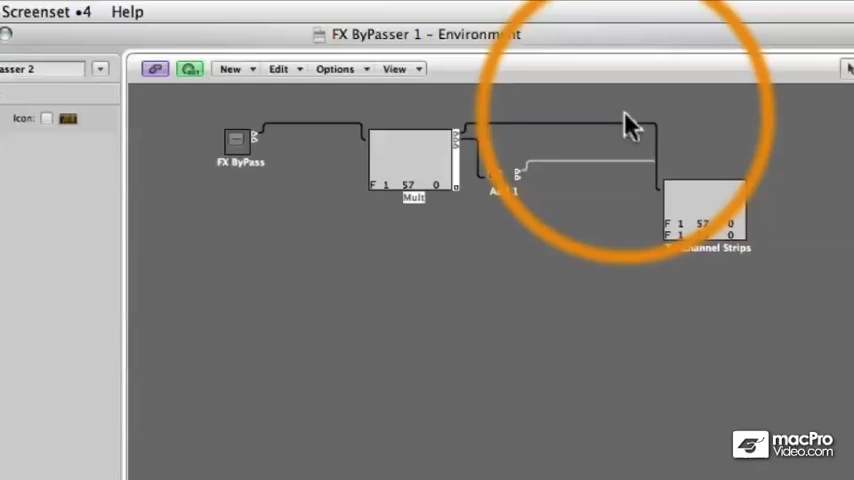 Screenset •4 Help
FX ByPasser 1 – Environment
asser 2
New Edit Options View
Icon:
FX ByPass
F 1 57 0
Mult
F 1 57 0
F 1 0
Channel Strips
macPro
Video.com